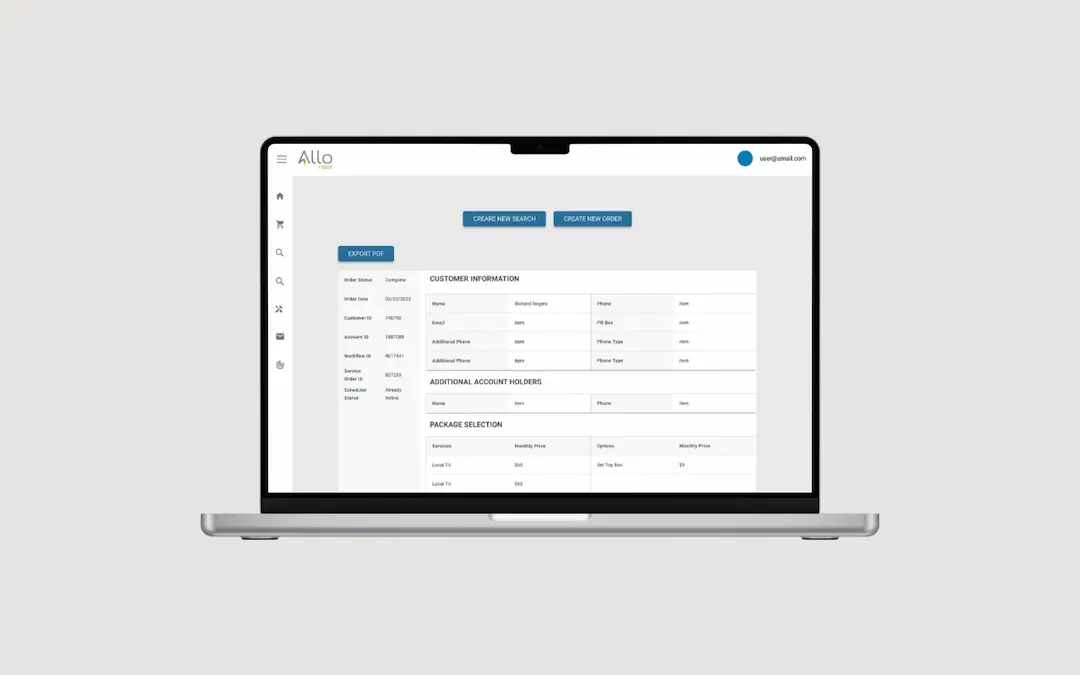 Allo
user@email.com
CREARE NEW SEARCH
CREATE NEW ORDER
EXPORT PDF
Order Status Complete
Order Date 03/22/2022
Customer ID 740790
Account ID
Workflow ID 4017441
Service
Order ID 827233
Scheduler
Status
Already
Active
CUSTOMER INFORMATION
Name Richard Rogers Phone item
Email item PO Box item
Additional Phone item Phone Type item
Additional Phone item Phone Type item
ADDITIONAL ACCOUNT HOLDERS
Name item Phone item
PACKAGE SELECTION
Services Monthly Price Options Monthly Price
Local TV Set Top Box $5
Local TV